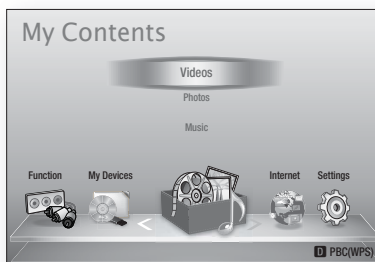 My Contents
Videos
Photos
Music
Function My Devices Internet Settings
D PBC(WPS)